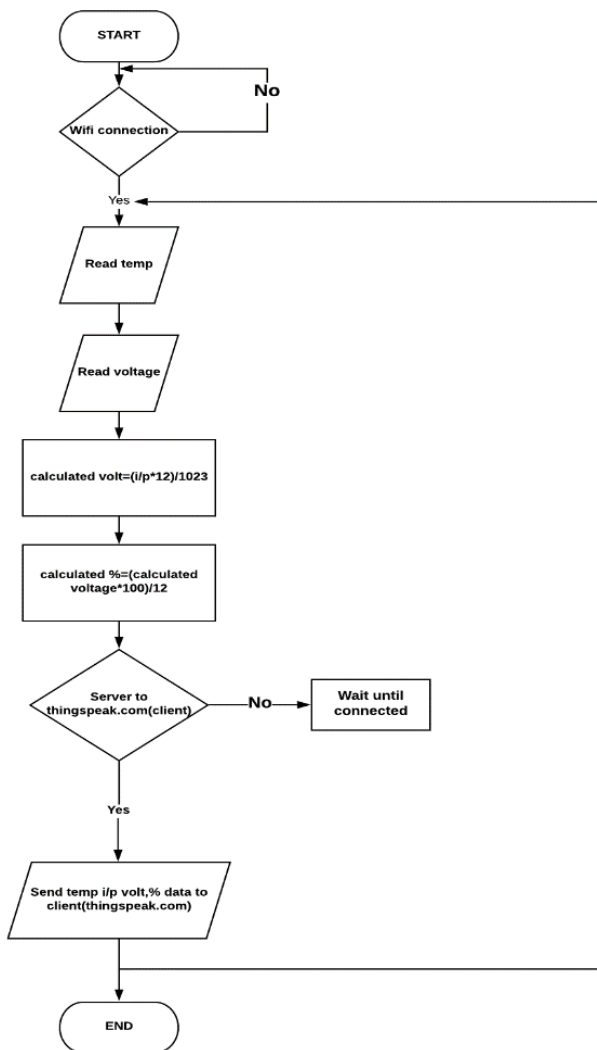 START
No
Wifi connection
Yes
Read temp
Read voltage
calculated volt=(i/p*12)/1023
calculated %=(calculated
voltage*100)/12
Server to
thingspeak.com(client)
No
Wait until
connected
Yes
Send temp i/p volt,% data to
client(thingspeak.com)
END